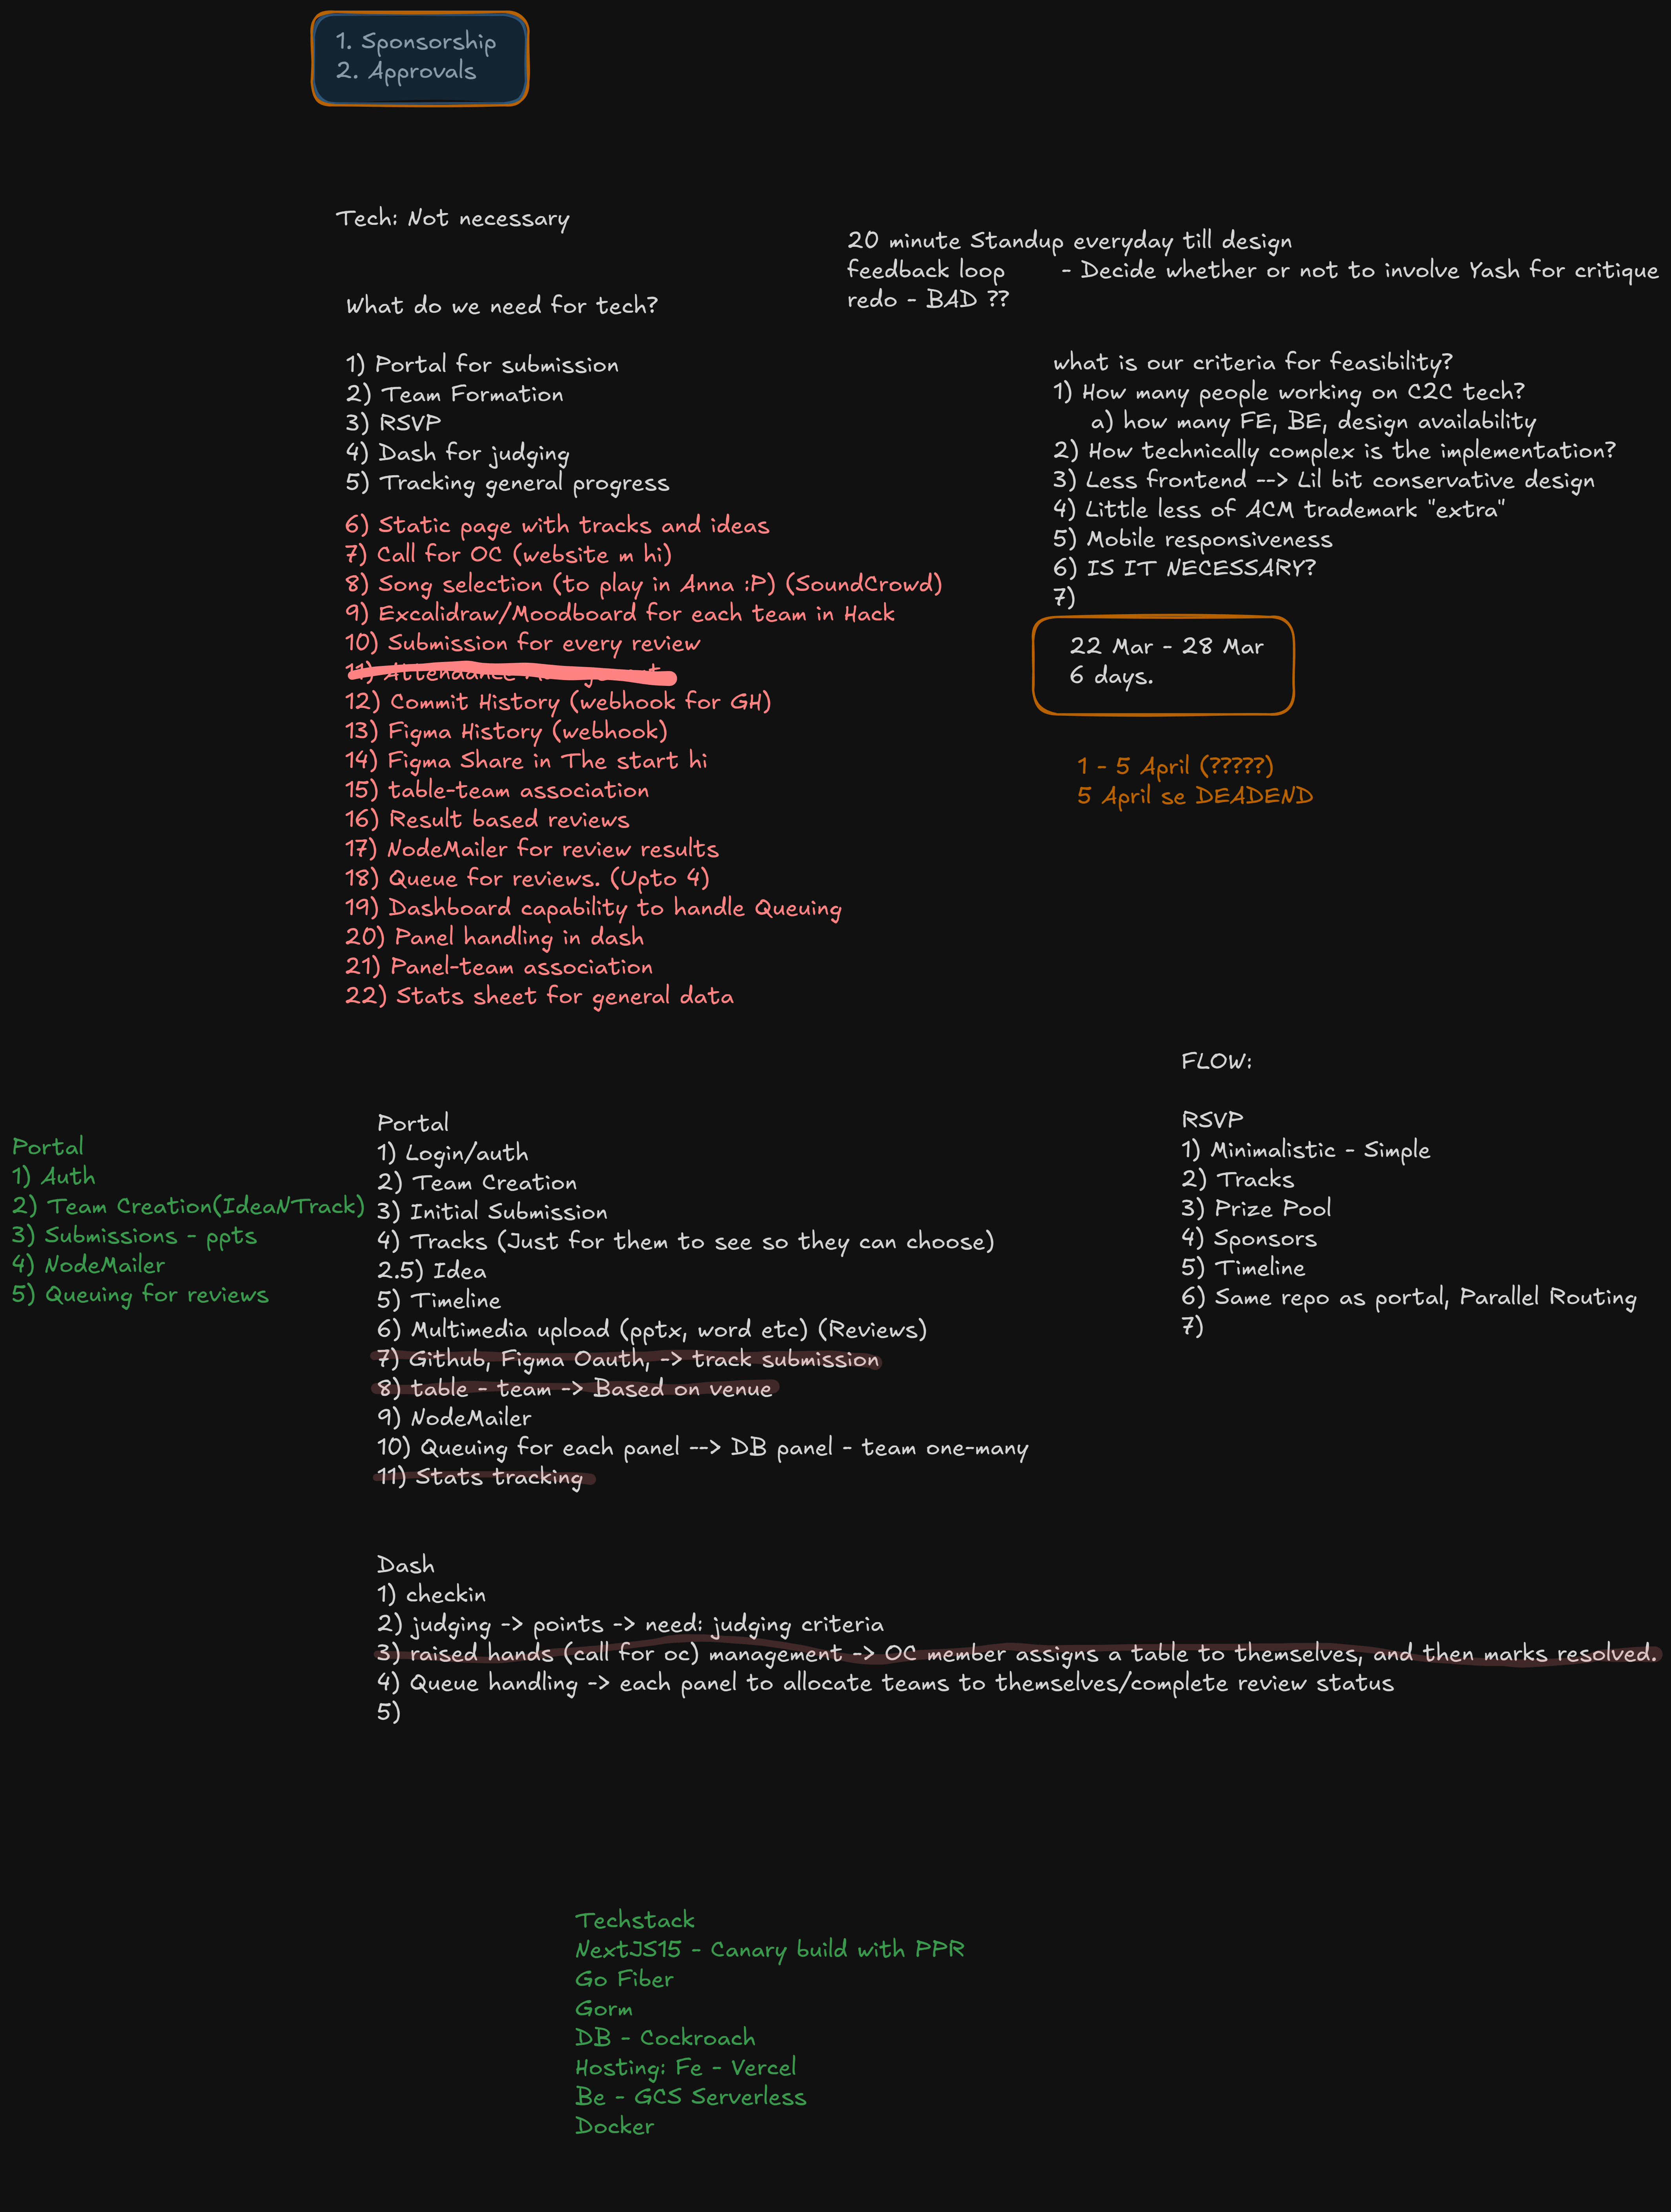 1. Sponsorship
2. Approvals
Tech: Not necessary
20 minute Standup everyday till design
feedback loop - Decide whether or not to involve Yash for critique
redo - BAD ??
What do we need for tech?
1) Portal for submission
2) Team Formation
3) RSVP
4) Dash for judging
5) Tracking general progress
6) Static page with tracks and ideas
7) Call for OC (website m hi)
8) Song selection (to play in Anna :P) (SoundCrowd)
9) Excalidraw/Moodboard for each team in Hack
10) Submission for every review
11) Attendance
12) Commit History (webhook for GH)
13) Figma History (webhook)
14) Figma Share in The start hi
15) table-team association
16) Result based reviews
17) NodeMailer for review results
18) Queue for reviews. (Upto 4)
19) Dashboard capability to handle Queuing
20) Panel handling in dash
21) Panel-team association
22) Stats sheet for general data
what is our criteria for feasibility?
1) How many people working on C2C tech?
a) how many FE, BE, design availability
2) How technically complex is the implementation?
3) Less frontend --> Lil bit conservative design
4) Little less of ACM trademark "extra"
5) Mobile responsiveness
6) IS IT NECESSARY?
7)
22 Mar - 28 Mar
6 days.
1 - 5 April (?????)
5 April se DEADEND
Portal
1) Auth
2) Team Creation(IdeaNTrack)
3) Submissions - ppts
4) NodeMailer
5) Queuing for reviews
Portal
1) Login/auth
2) Team Creation
3) Initial Submission
4) Tracks (Just for them to see so they can choose)
2.5) Idea
5) Timeline
6) Multimedia upload (pptx, word etc) (Reviews)
7) Github, Figma Oauth, -> track submission
8) table - team -> Based on venue
9) NodeMailer
10) Queuing for each panel --> DB panel - team one-many
11) Stats tracking
FLOW:
RSVP
1) Minimalistic - Simple
2) Tracks
3) Prize Pool
4) Sponsors
5) Timeline
6) Same repo as portal, Parallel Routing
7)
Dash
1) checkin
2) judging -> points -> need: judging criteria
3) raised hands (call for oc) management -> OC member assigns a table to themselves, and then marks resolved.
4) Queue handling -> each panel to allocate teams to themselves/complete review status
5)
Techstack
NextJS15 - Canary build with PPR
Go Fiber
Gorm
DB - Cockroach
Hosting: Fe - Vercel
Be - GCS Serverless
Docker